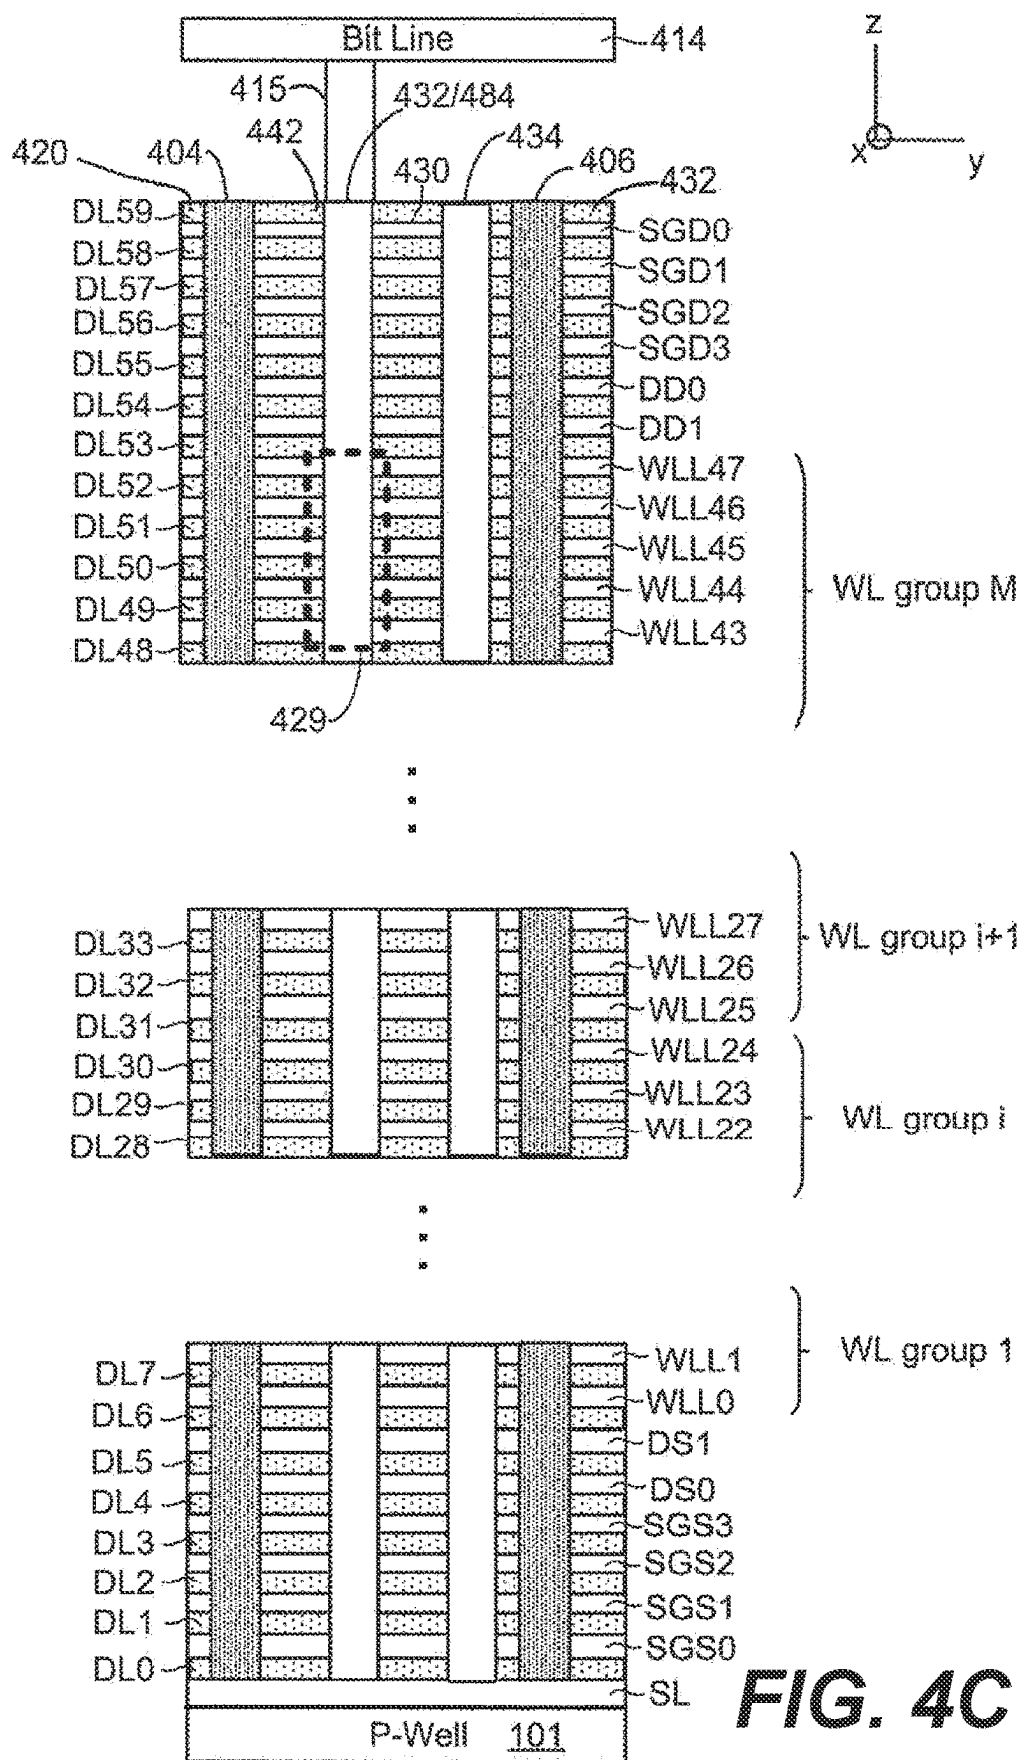 Bit Line
414
z
x
y
415
432/484
442
434
420
404
430
406
432
DL59
SGD0
DL58
SGD1
DL57
SGD2
DL56
SGD3
DL55
DD0
DL54
DD1
DL53
WLL47
DL52
WLL46
DL51
WLL45
DL50
WLL44
WL group M
DL49
WLL43
DL48
429
WLL27
DL33
WL group i+1
WLL26
DL32
WLL25
DL31
WLL24
DL30
WLL23
DL29
WL group i
WLL22
DL28
WLL1
WL group 1
DL7
WLL0
DL6
DS1
DL5
DS0
DL4
SGS3
DL3
SGS2
DL2
SGS1
DL1
SGS0
DL0
SL
P-Well 101
FIG. 4C